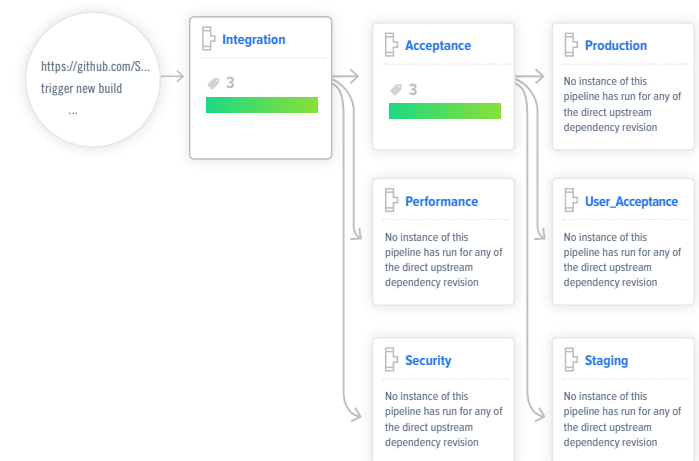 https://github.com/S...
trigger new build
...
Integration
3
Acceptance
3
Production
No instance of this
pipeline has run for any of
the direct upstream
dependency revision
Performance
No instance of this
pipeline has run for any of
the direct upstream
dependency revision
User_Acceptance
No instance of this
pipeline has run for any of
the direct upstream
dependency revision
Security
No instance of this
pipeline has run for any of
the direct upstream
dependency revision
Staging
No instance of this
pipeline has run for any of
the direct upstream
dependency revision